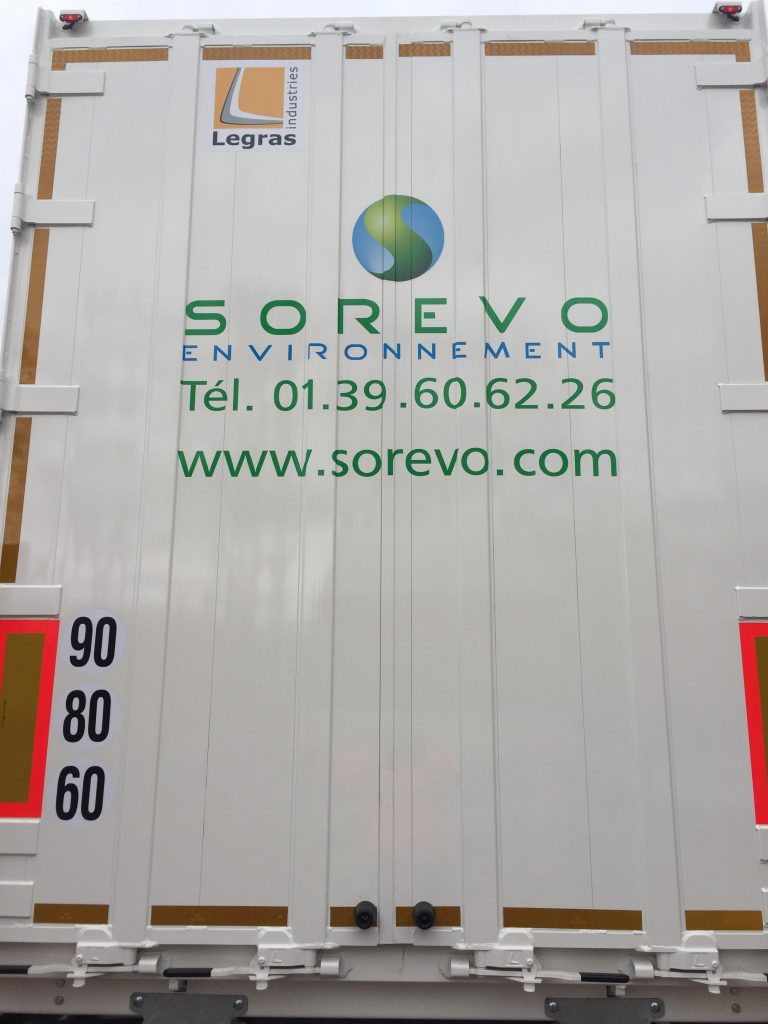 Legras
industries
SOREVO
ENVIRONNEMENT
Tél. 01.39.60.62.26
www.sorevo.com
90
80
60